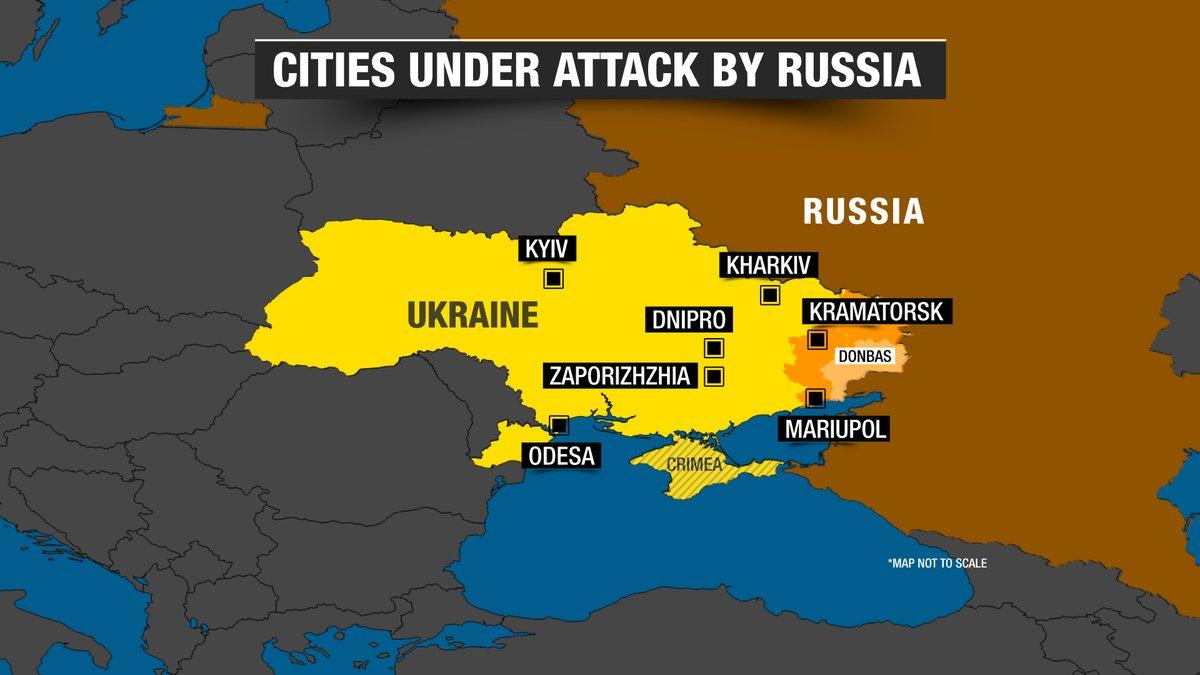 CITIES UNDER ATTACK BY RUSSIA
RUSSIA
KYIV
KHARKIV
UKRAINE
KRAMATORSK
DNIPRO
DONBAS
ZAPORIZHZHIA
MARIUPOL
ODESA
CRIMEA
*MAP NOT TO SCALE